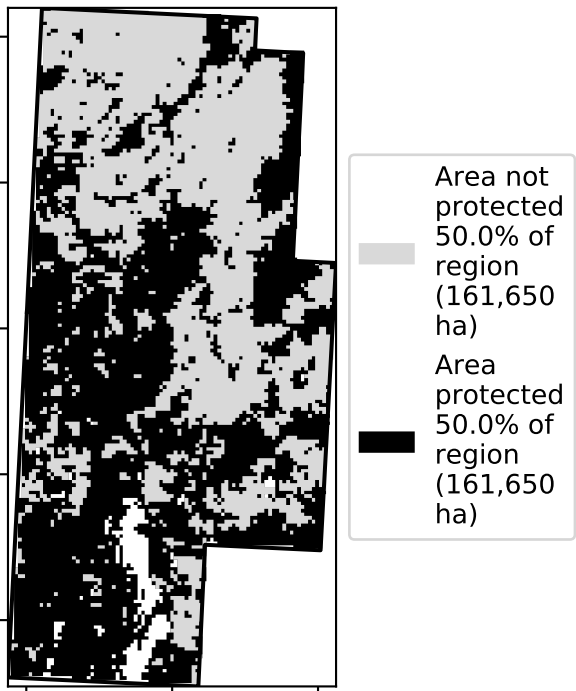 Area not
protected
50.0% of
region
(161,650
ha)
Area
protected
50.0% of
region
(161,650
ha)